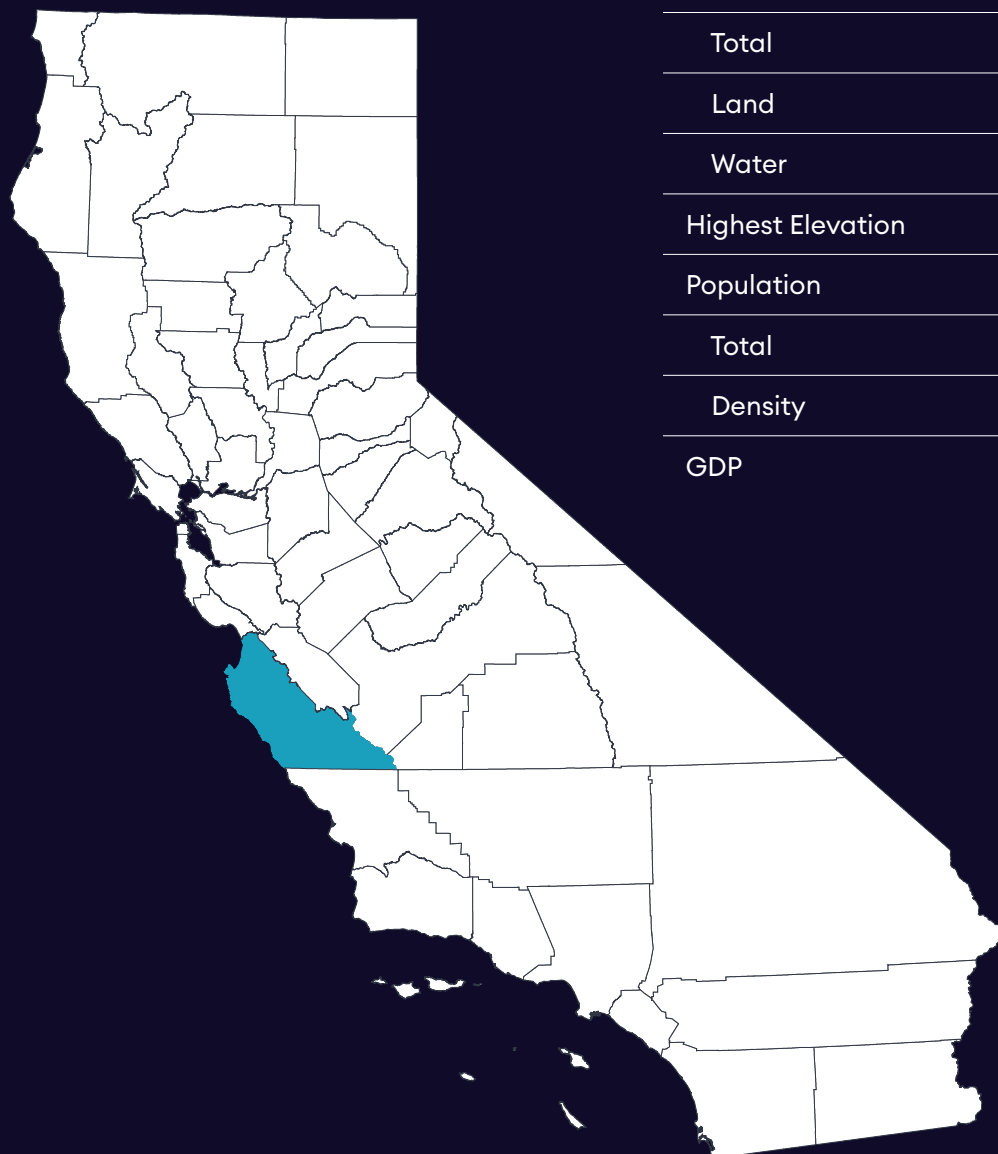 Total
Land
Water
Highest Elevation
Population
Total
Density
GDP